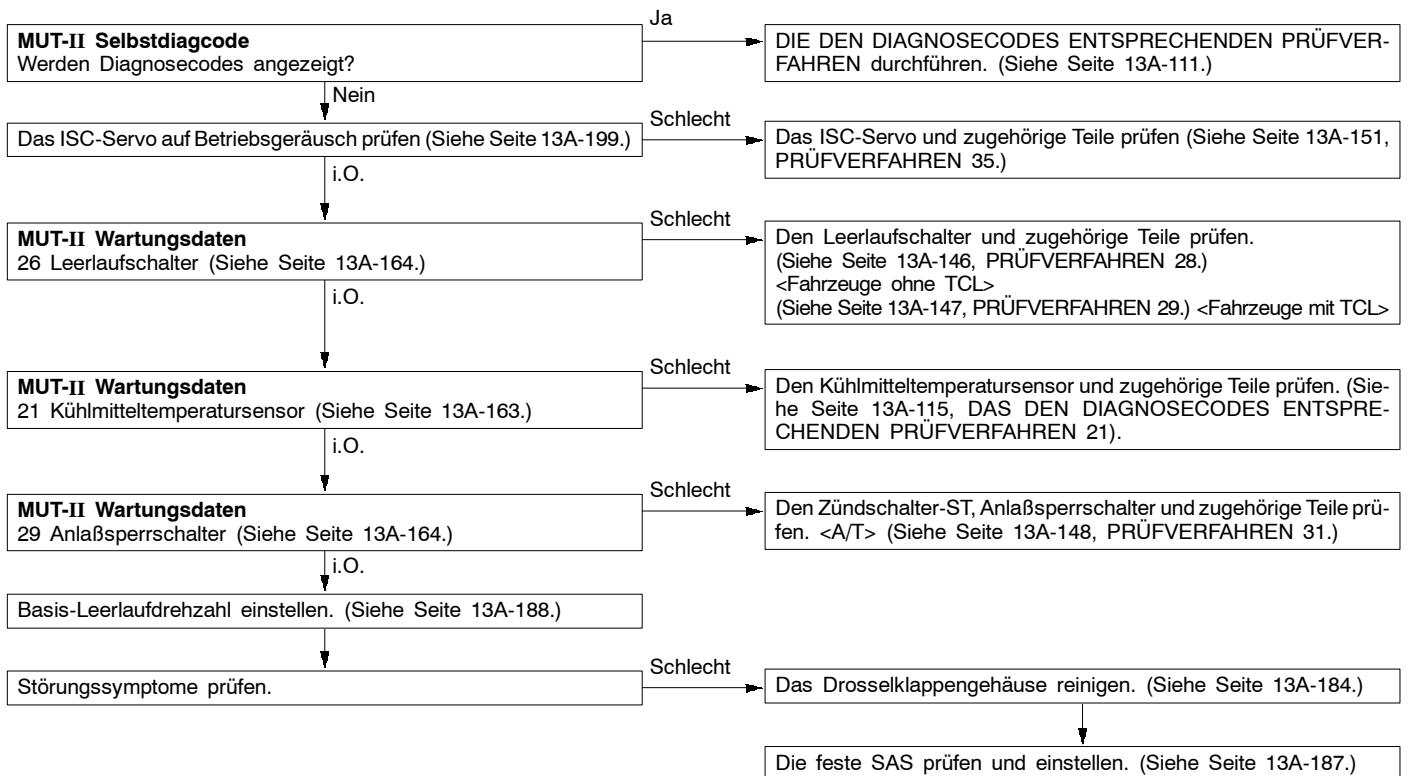 MUT-II Selbstdiagcode
Werden Diagnosecodes angezeigt?
Ja
DIE DEN DIAGNOSECODES ENTSPRECHENDEN PRÜFVER-
FAHREN durchführen. (Siehe Seite 13A-111.)
Nein
Das ISC-Servo auf Betriebsgeräusch prüfen (Siehe Seite 13A-199.)
Schlecht
Das ISC-Servo und zugehörige Teile prüfen (Siehe Seite 13A-151,
PRÜFVERFAHREN 35.)
i.O.
MUT-II Wartungsdaten
26 Leerlaufschalter (Siehe Seite 13A-164.)
Schlecht
Den Leerlaufschalter und zugehörige Teile prüfen.
(Siehe Seite 13A-146, PRÜFVERFAHREN 28.)
<Fahrzeuge ohne TCL>
(Siehe Seite 13A-147, PRÜFVERFAHREN 29.) <Fahrzeuge mit TCL>
i.O.
MUT-II Wartungsdaten
21 Kühlmitteltemperatursensor (Siehe Seite 13A-163.)
Schlecht
Den Kühlmitteltemperatursensor und zugehörige Teile prüfen. (Sie-
he Seite 13A-115, DAS DEN DIAGNOSECODES ENTSPRE-
CHENDEN PRÜFVERFAHREN 21).
i.O.
MUT-II Wartungsdaten
29 Anlaßsperrschalter (Siehe Seite 13A-164.)
Schlecht
Den Zündschalter-ST, Anlaßsperrschalter und zugehörige Teile prü-
fen. <A/T> (Siehe Seite 13A-148, PRÜFVERFAHREN 31.)
i.O.
Basis-Leerlaufdrehzahl einstellen. (Siehe Seite 13A-188.)
Störungssymptome prüfen.
Schlecht
Das Drosselklappengehäuse reinigen. (Siehe Seite 13A-184.)
Die feste SAS prüfen und einstellen. (Siehe Seite 13A-187.)